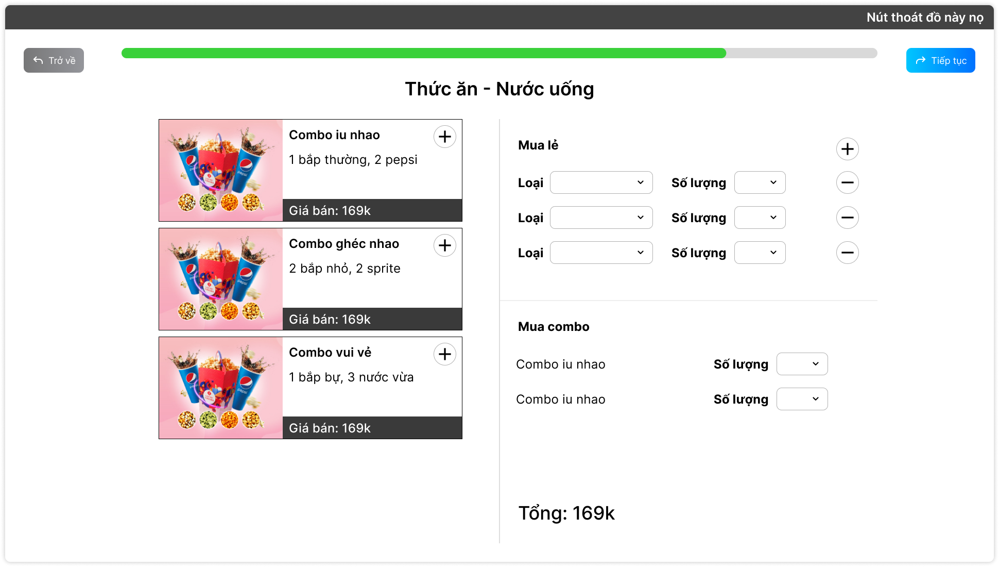 Nút thoát đồ này nọ
Trở về
Tiếp tục
Thức ăn - Nước uống
Combo iu nhao
1 bắp thường, 2 pepsi
Giá bán: 169k
Combo ghéc nhao
2 bắp nhỏ, 2 sprite
Giá bán: 169k
Combo vui vẻ
1 bắp bự, 3 nước vừa
Giá bán: 169k
pepsi
pepsi
pepsi
Mua lẻ
Loại Số lượng
Loại Số lượng
Loại Số lượng
Mua combo
Combo iu nhao Số lượng
Combo iu nhao Số lượng
Tổng: 169k